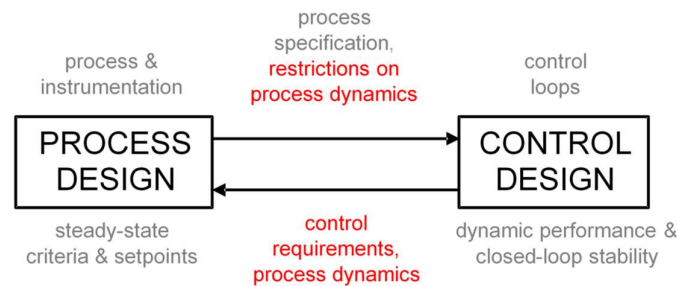 process
specification,
restrictions on
process dynamics
process &
instrumentation
control
loops
PROCESS
DESIGN
CONTROL
DESIGN
steady-state
criteria & setpoints
control
requirements,
process dynamics
dynamic performance &
closed-loop stability